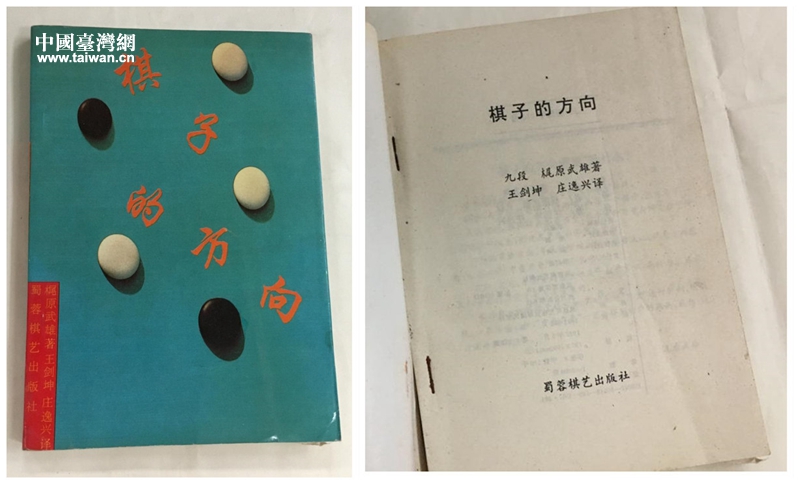 中國臺灣網
www.taiwan.cn
棋子的方向
梶原武雄著王剑坤 庄逸兴译
蜀蓉棋艺出版社
棋子的方向
九段 梶原武雄著
王剑坤 庄逸兴译
蜀蓉棋艺出版社